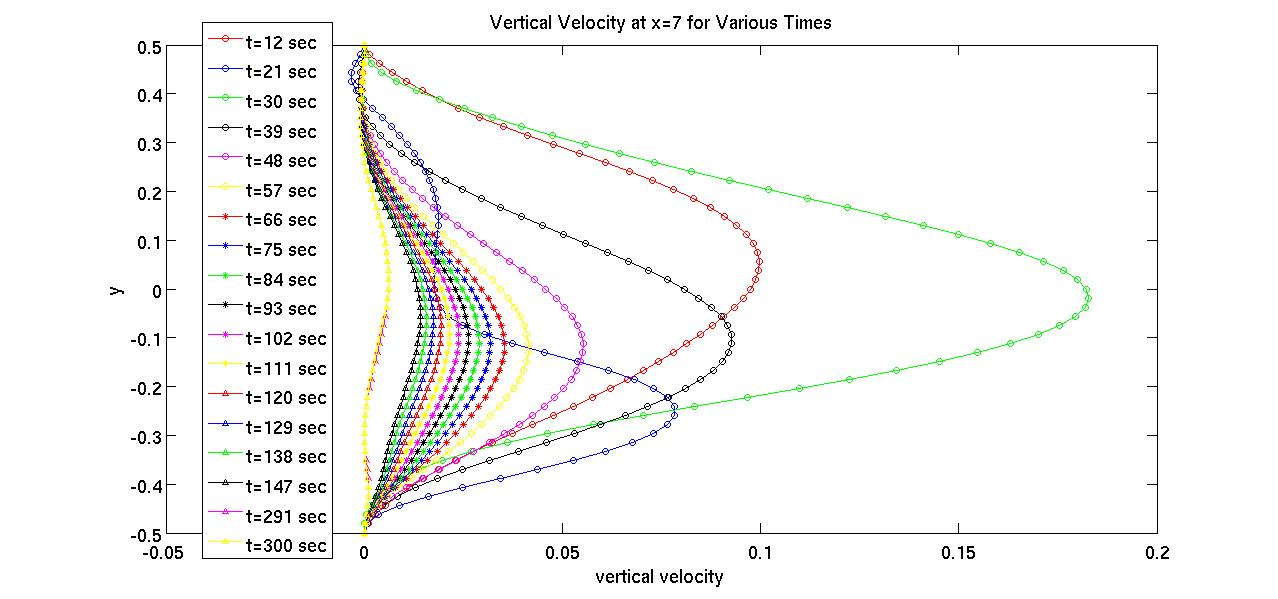 Vertical Velocity at x=7 for Various Times
t=12 sec
t=21 sec
t=30 sec
t=39 sec
t=48 sec
t=57 sec
t=66 sec
t=75 sec
t=84 sec
t=93 sec
t=102 sec
t=111 sec
t=120 sec
t=129 sec
t=138 sec
t=147 sec
t=291 sec
t=300 sec
y
0.5
0.4
0.3
0.2
0.1
0
-0.1
-0.2
-0.3
-0.4
-0.5
-0.05 0 0.05 0.1 0.15 0.2
vertical velocity